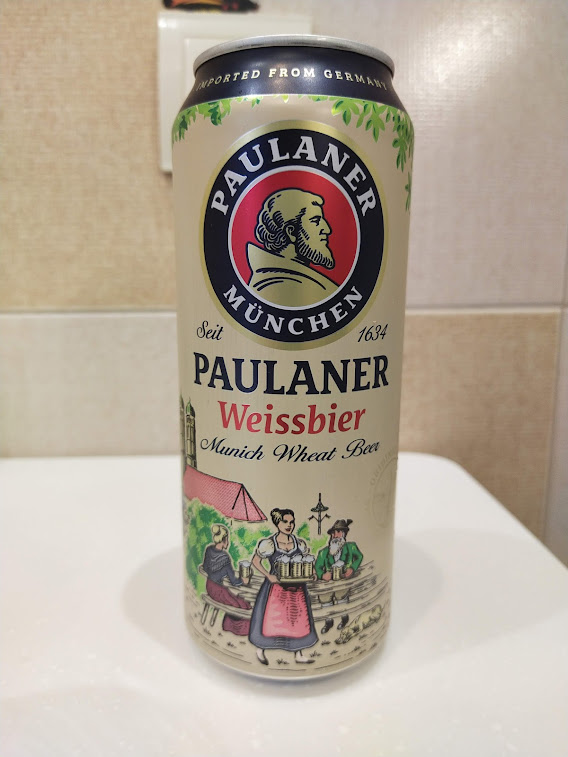 IMPORTED FROM GERMANY
PAULANER
MÜNCHEN
Seit 1634
PAULANER
Weissbier
Munich Wheat Beer